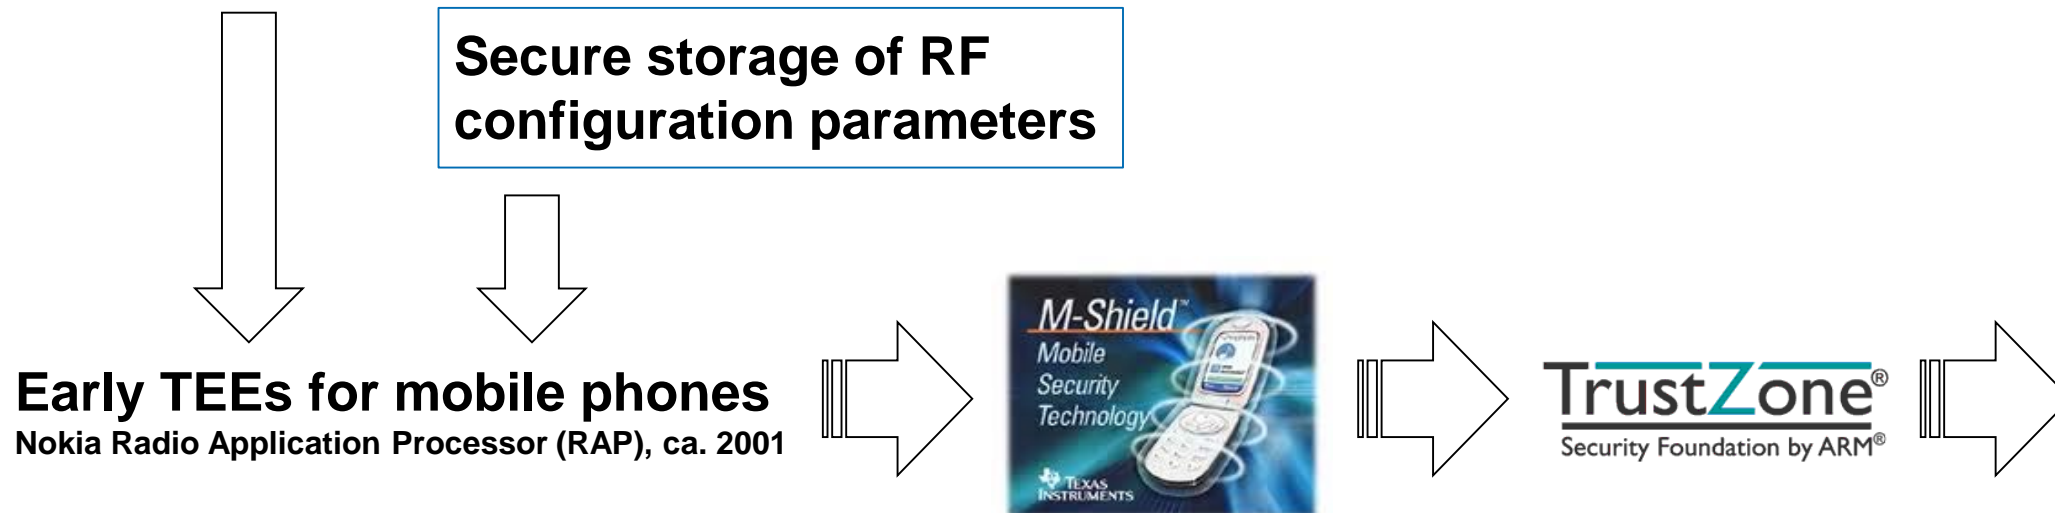 Secure storage of RF
configuration parameters
Early TEEs for mobile phones
Nokia Radio Application Processor (RAP), ca. 2001
M-Shield™
Mobile
Security
Technology
TEXAS
INSTRUMENTS
TrustZone®
Security Foundation by ARM®